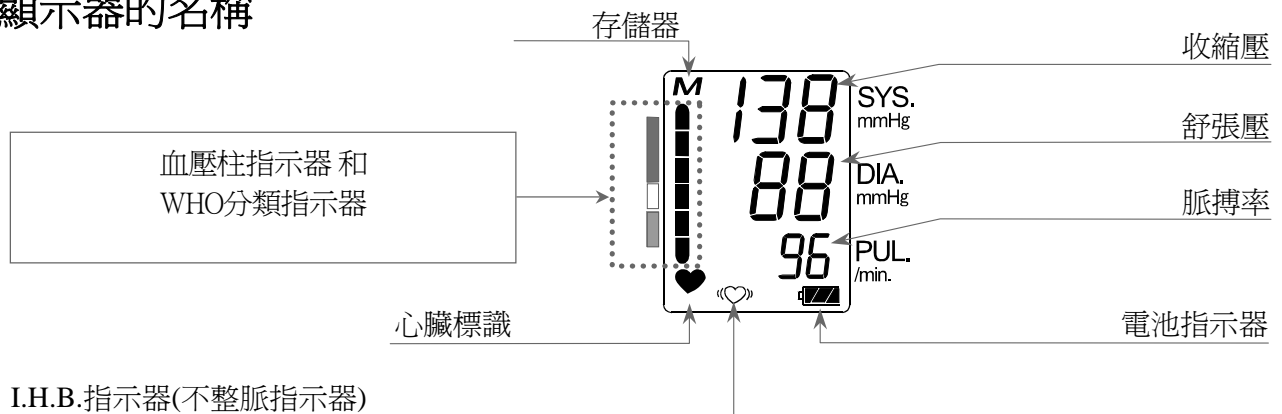 顯示器的名稱
存儲器
收縮壓
M
138
SYS.
mmHg
舒張壓
血壓柱指示器 和
WHO分類指示器
88
DIA.
mmHg
脈搏率
96
PUL.
/min.
心臟標識
電池指示器
I.H.B.指示器(不整脈指示器)